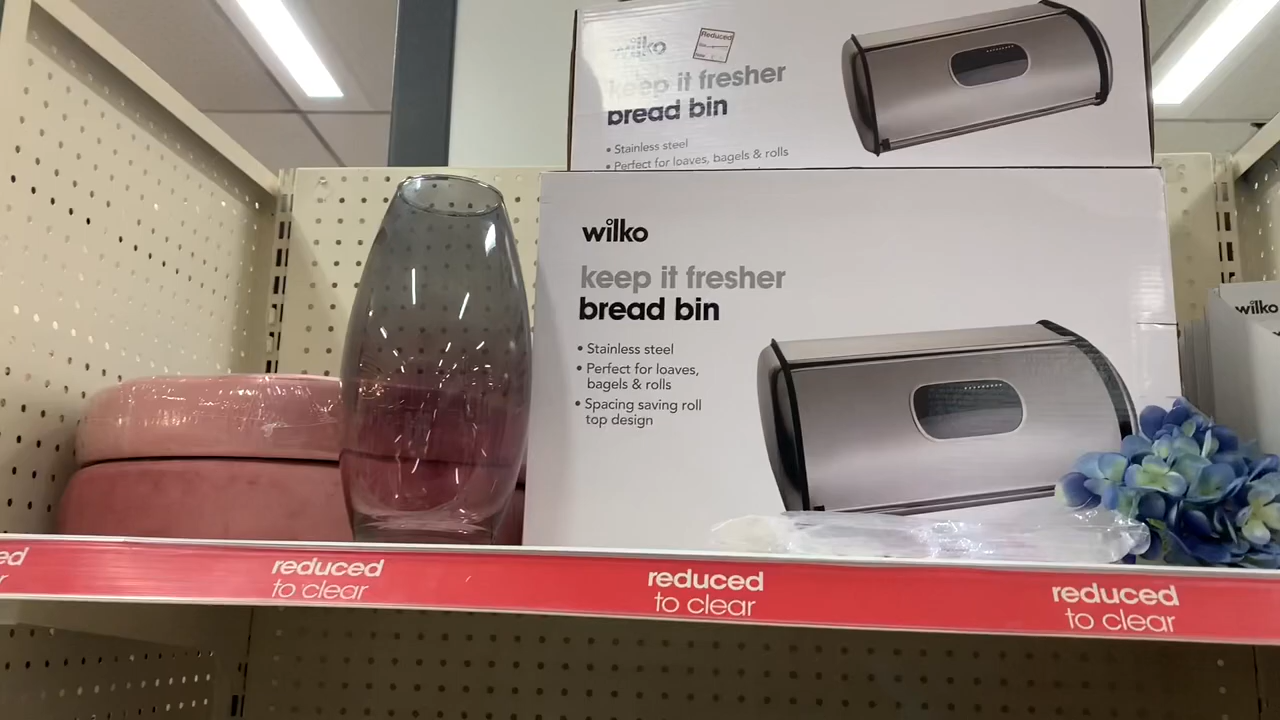 wilko
Reduced
keep it fresher
bread bin
• Stainless steel
• Perfect for loaves, bagels & rolls
wilko
keep it fresher
bread bin
• Stainless steel
• Perfect for loaves,
bagels & rolls
• Spacing saving roll
top design
wilko
ed
reduced
to clear
reduced
to clear
reduced
to clear